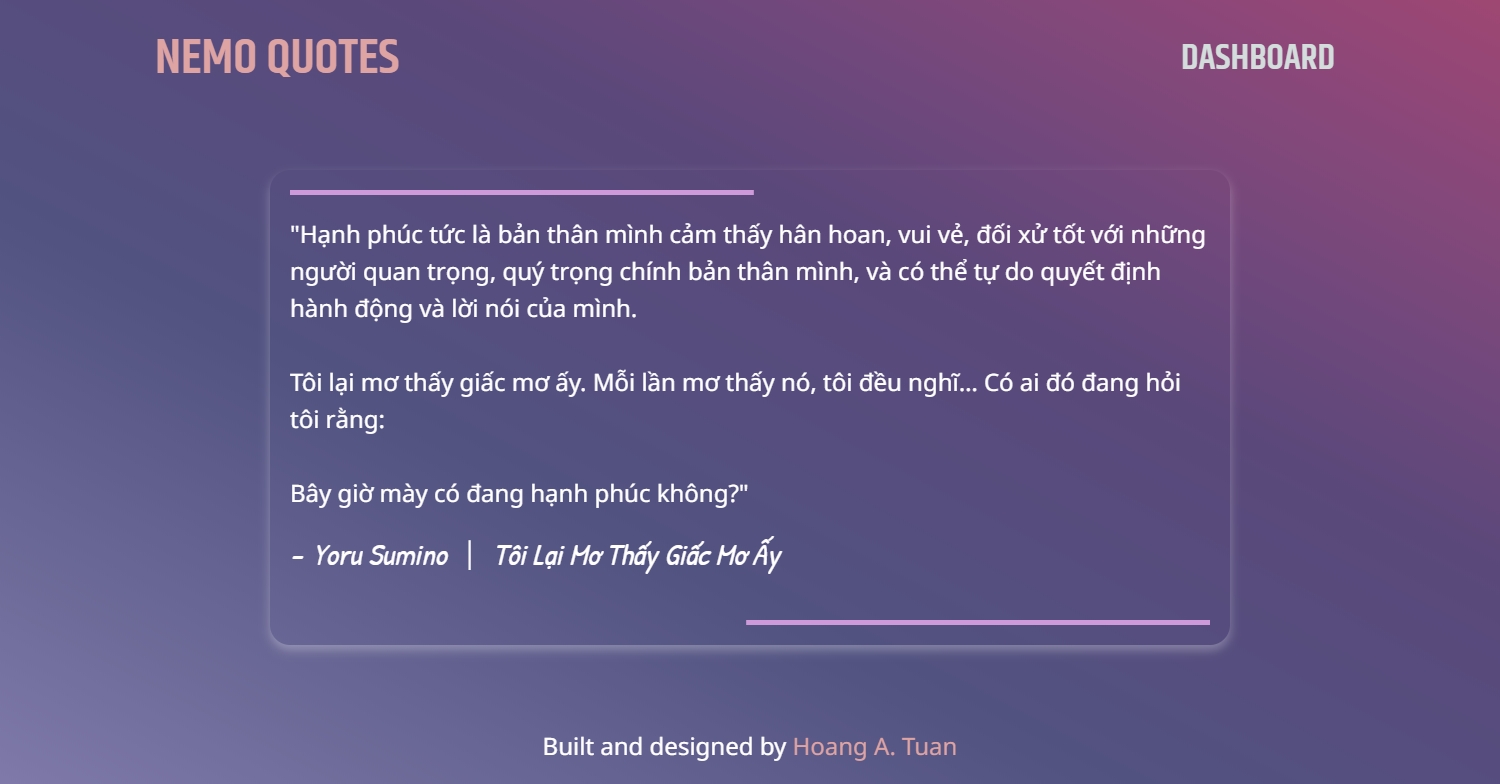 NEMO QUOTES
DASHBOARD
"Hạnh phúc tức là bản thân mình cảm thấy hân hoan, vui vẻ, đối xử tốt với những
người quan trọng, quý trọng chính bản thân mình, và có thể tự do quyết định
hành động và lời nói của mình.
Tôi lại mơ thấy giấc mơ ấy. Mỗi lần mơ thấy nó, tôi đều nghĩ... Có ai đó đang hỏi
tôi rằng:
Bây giờ mày có đang hạnh phúc không?"
– Yoru Sumino | Tôi Lại Mơ Thấy Giấc Mơ Ấy
Built and designed by Hoang A. Tuan